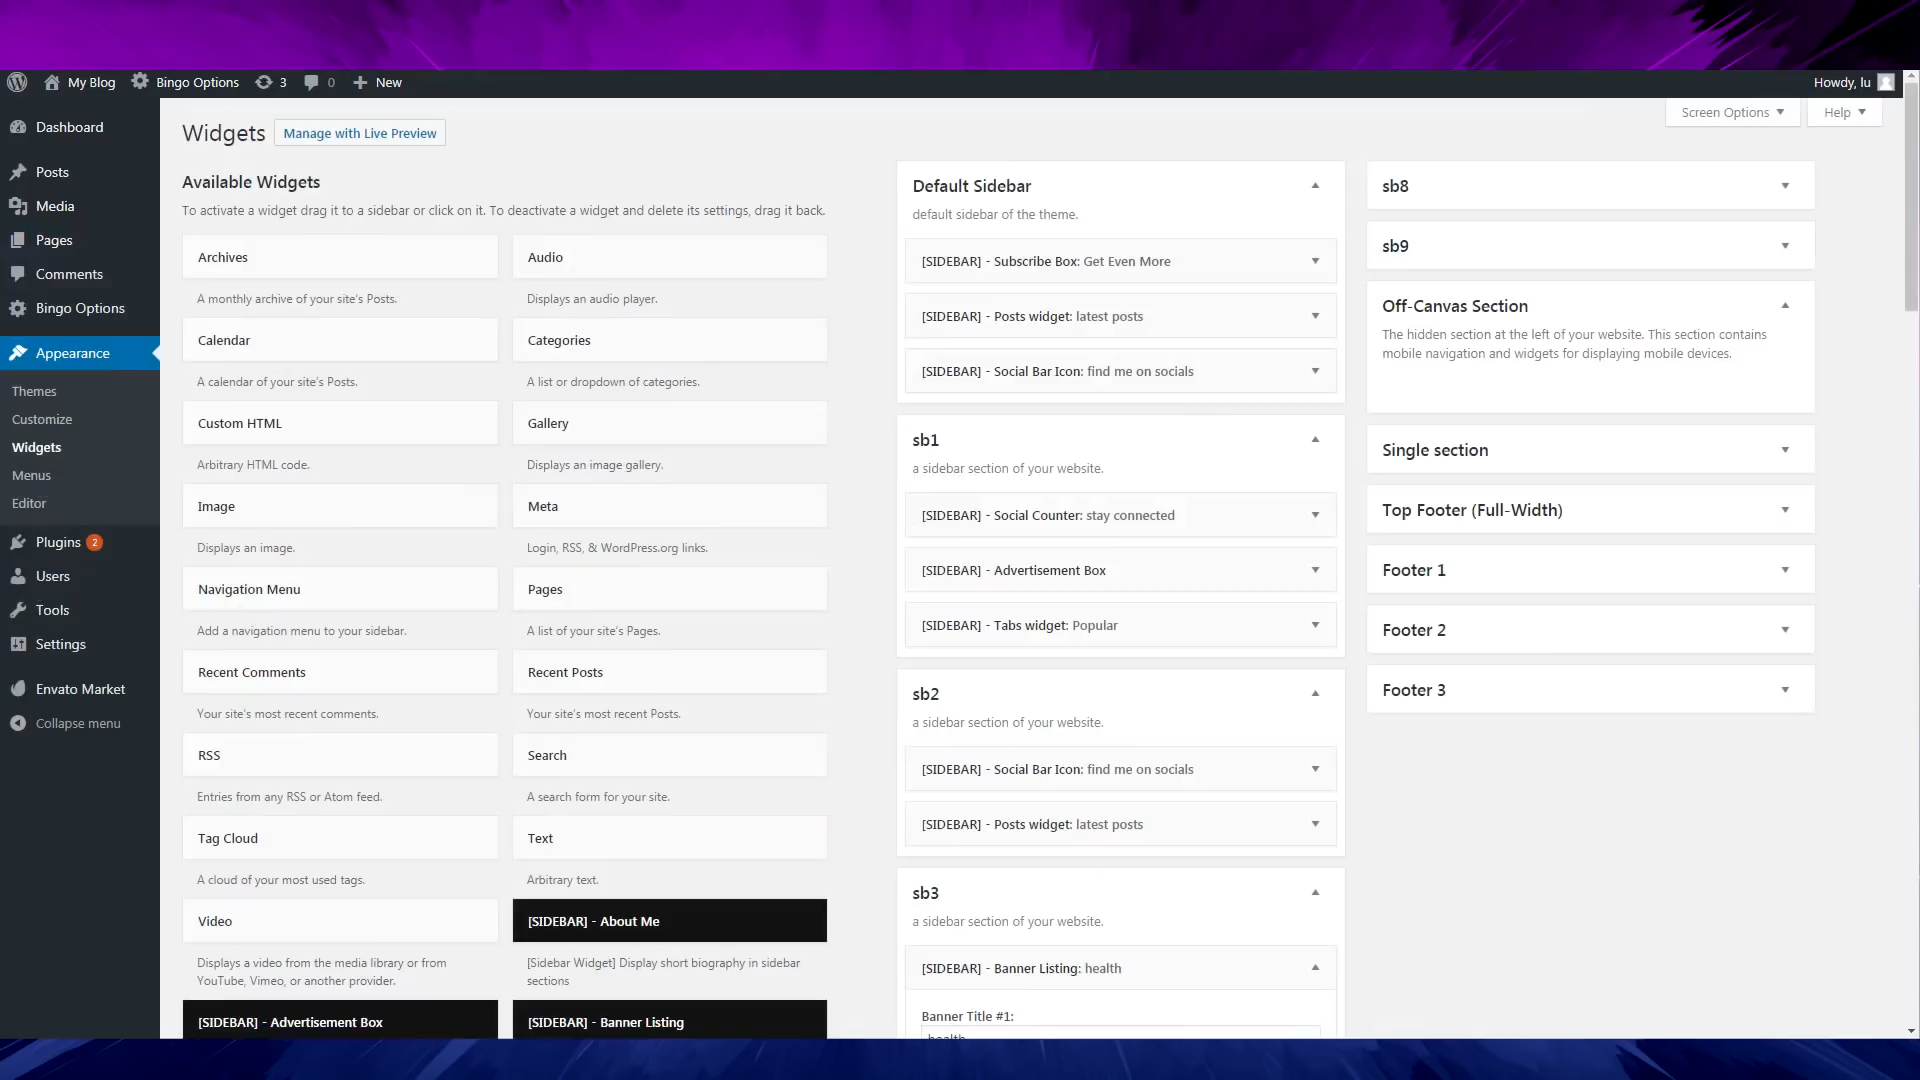 My Blog
Bingo Options
3
0
New
Howdy, lu
Dashboard
Posts
Media
Pages
Comments
Bingo Options
Appearance
Themes
Customize
Widgets
Menus
Editor
Plugins 2
Users
Tools
Settings
Envato Market
Collapse menu
Screen Options
Help
Widgets
Manage with Live Preview
Available Widgets
To activate a widget drag it to a sidebar or click on it. To deactivate a widget and delete its settings, drag it back.
Archives
A monthly archive of your site's Posts.
Audio
Displays an audio player.
Calendar
A calendar of your site's Posts.
Categories
A list or dropdown of categories.
Custom HTML
Arbitrary HTML code.
Gallery
Displays an image gallery.
Image
Displays an image.
Meta
Login, RSS, & WordPress.org links.
Navigation Menu
Add a navigation menu to your sidebar.
Pages
A list of your site's Pages.
Recent Comments
Your site's most recent comments.
Recent Posts
Your site's most recent Posts.
RSS
Entries from any RSS or Atom feed.
Search
A search form for your site.
Tag Cloud
A cloud of your most used tags.
Text
Arbitrary text.
Video
Displays a video from the media library or from
YouTube, Vimeo, or another provider.
[SIDEBAR] - About Me
[Sidebar Widget] Display short biography in sidebar
sections
[SIDEBAR] - Advertisement Box
[SIDEBAR] - Banner Listing
Default Sidebar
default sidebar of the theme.
[SIDEBAR] - Subscribe Box: Get Even More
[SIDEBAR] - Posts widget: latest posts
[SIDEBAR] - Social Bar Icon: find me on socials
sb1
a sidebar section of your website.
[SIDEBAR] - Social Counter: stay connected
[SIDEBAR] - Advertisement Box
[SIDEBAR] - Tabs widget: Popular
sb2
a sidebar section of your website.
[SIDEBAR] - Social Bar Icon: find me on socials
[SIDEBAR] - Posts widget: latest posts
sb3
a sidebar section of your website.
[SIDEBAR] - Banner Listing: health
Banner Title #1:
health
sb8
sb9
Off-Canvas Section
The hidden section at the left of your website. This section contains
mobile navigation and widgets for displaying mobile devices.
Single section
Top Footer (Full-Width)
Footer 1
Footer 2
Footer 3